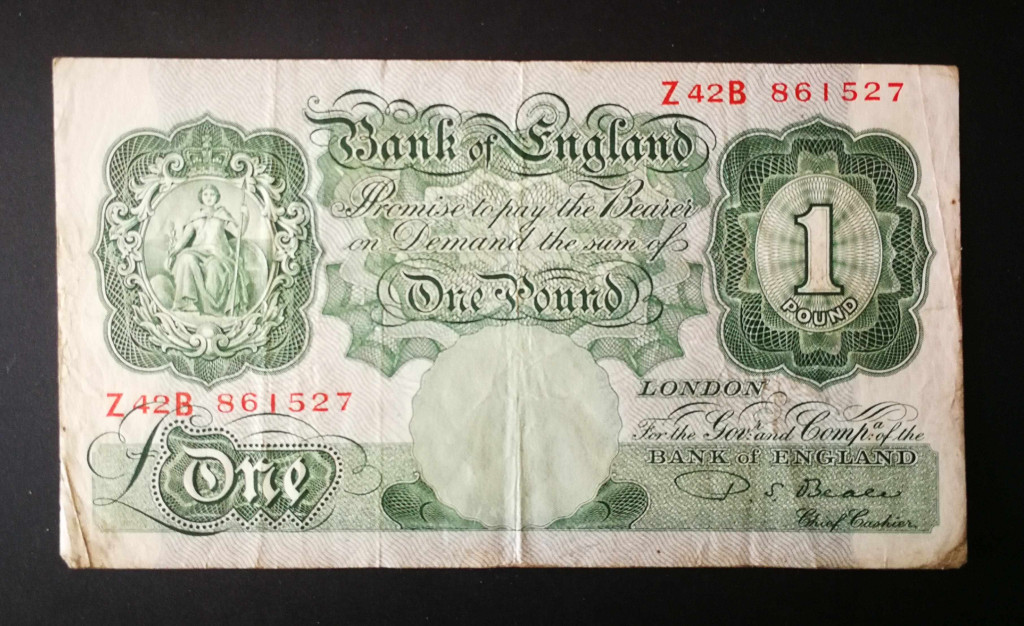 Z42B 861527
Bank of England
Promise to pay the Bearer
on Demand the sum of
One Pound
1
POUND
Z42B 861527
£ One
LONDON
For the Govr. and Compa. of the
BANK of ENGLAND
P. S. Beale
Chief Cashier.